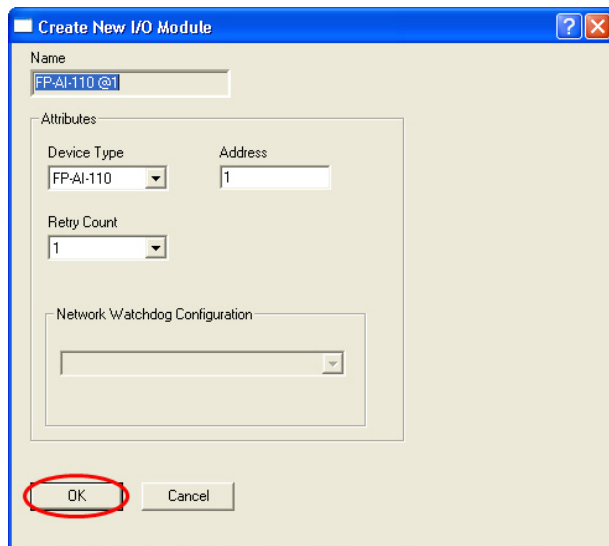 Create New I/O Module
Name
FP-AI-110 @1
Attributes
Device Type
Address
FP-AI-110
1
Retry Count
1
Network Watchdog Configuration
OK
Cancel